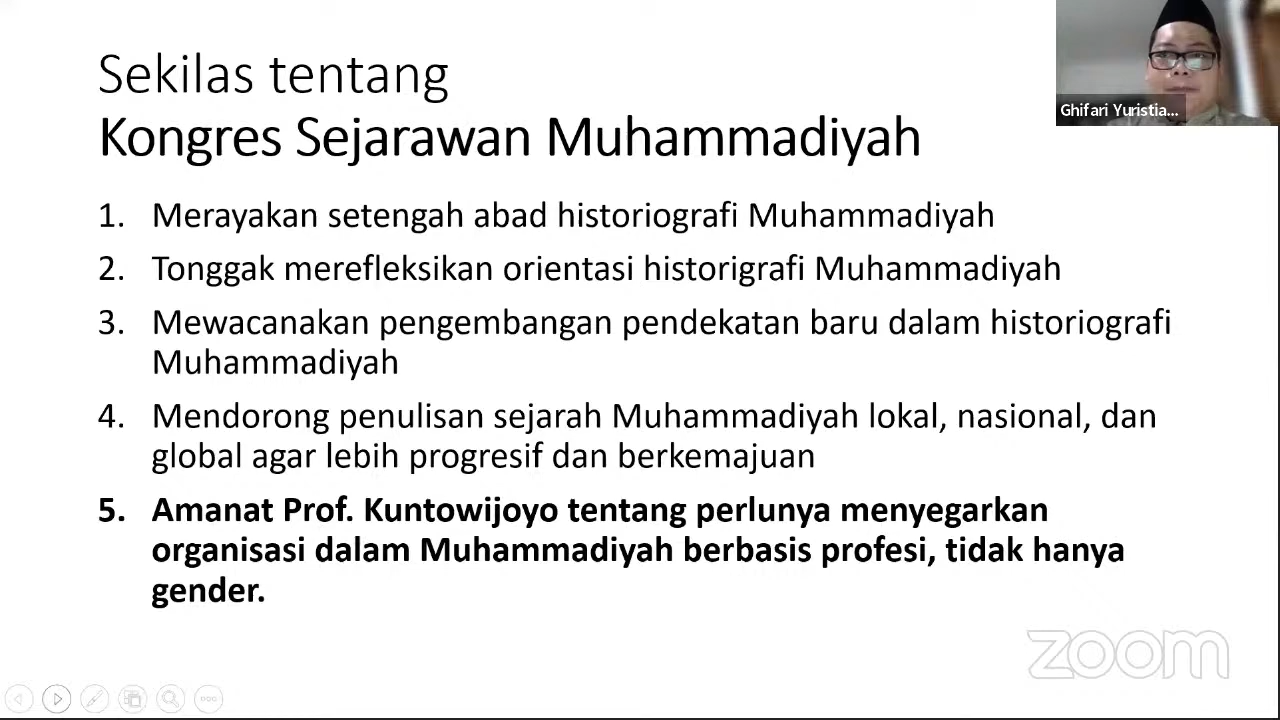 Sekilas tentang
Kongres Sejarawan Muhammadiyah
1. Merayakan setengah abad historiografi Muhammadiyah
2. Tonggak merefleksikan orientasi historigrafi Muhammadiyah
3. Mewacanakan pengembangan pendekatan baru dalam historiografi
Muhammadiyah
4. Mendorong penulisan sejarah Muhammadiyah lokal, nasional, dan
global agar lebih progresif dan berkemajuan
5. Amanat Prof. Kuntowijoyo tentang perlunya menyegarkan
organisasi dalam Muhammadiyah berbasis profesi, tidak hanya
gender.
Ghifari Yuristia...
zoom